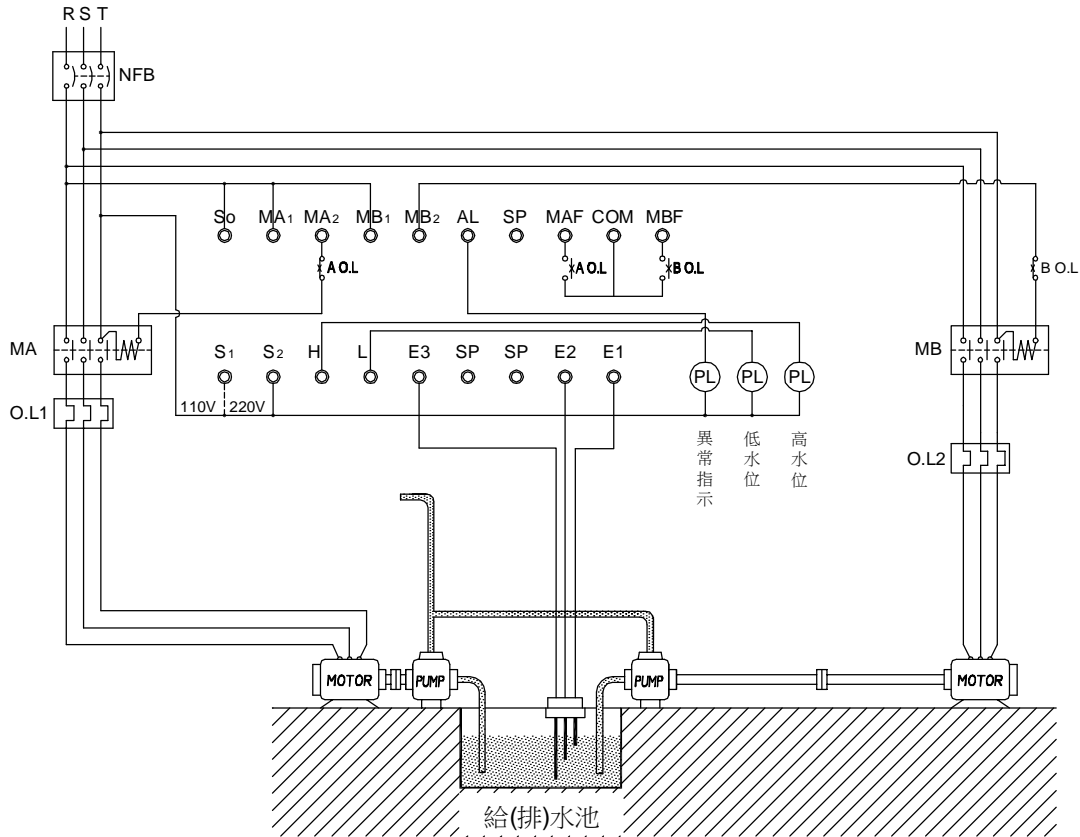 R S T
NFB
So MA1 MA2 MB1 MB2 AL SP MAF COM MBF
A O.L A O.L B O.L B O.L
MA
S1 S2 H L E3 SP SP E2 E1
MB
PL PL PL
O.L1
110V 220V
異常指示
低水位
高水位
O.L2
MOTOR PUMP PUMP MOTOR
給(排)水池